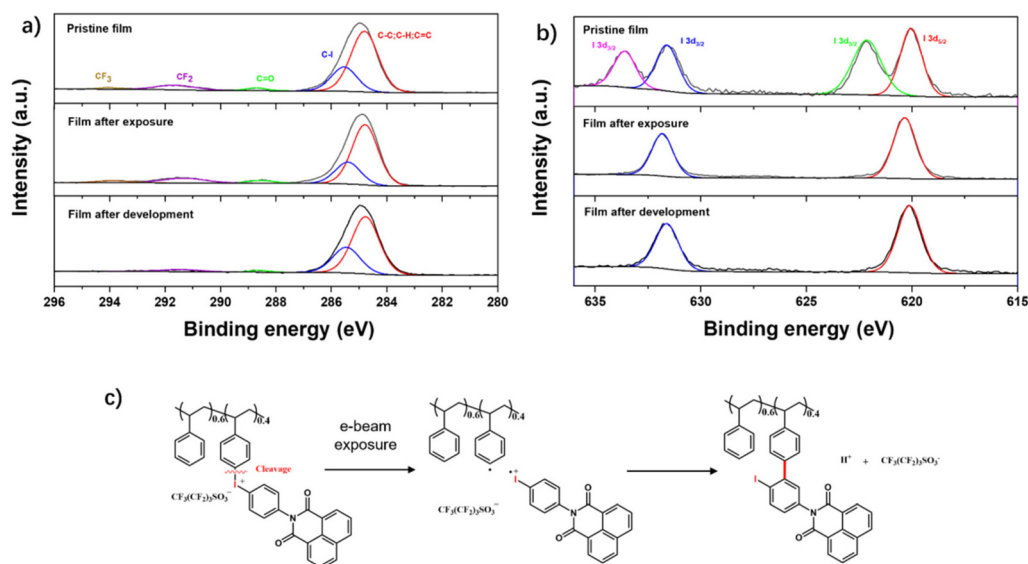 a)
Pristine film
CF3
CF2
C=O
C-I
C-C;C-H;C=C
Film after exposure
Film after development
Intensity (a.u.)
296 294 292 290 288 286 284 282 280
Binding energy (eV)
b)
Pristine film
I 3d3/2
I 3d3/2
I 3d5/2
I 3d5/2
Film after exposure
Film after development
Intensity (a.u.)
635 630 625 620 615
Binding energy (eV)
c)
0.6 0.4
Cleavage
I+
CF3(CF2)3SO3−
N
O
O
e-beam
exposure
0.6 0.4
I+
CF3(CF2)3SO3−
N
O
O
0.6 0.4
I
N
O
O
H+ + CF3(CF2)3SO3-